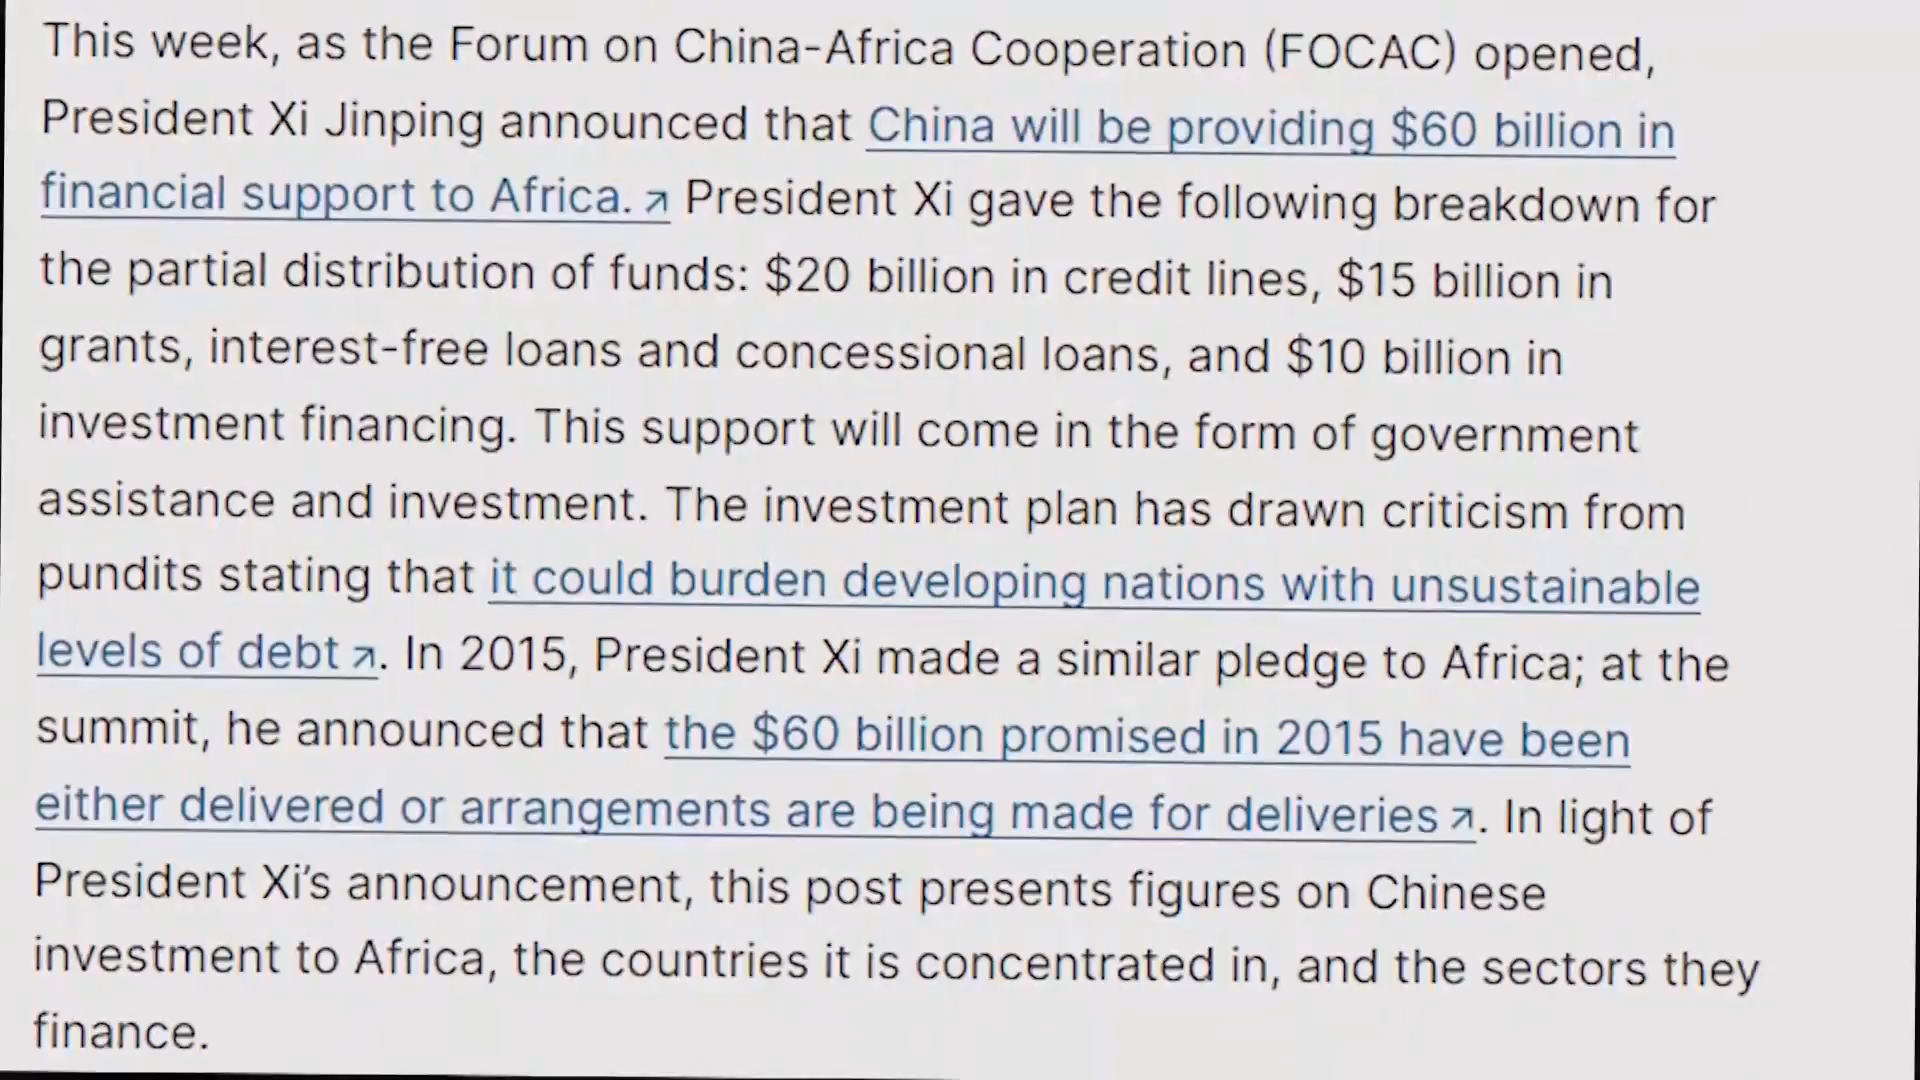 This week, as the Forum on China-Africa Cooperation (FOCAC) opened,
President Xi Jinping announced that China will be providing $60 billion in
financial support to Africa. ↗ President Xi gave the following breakdown for
the partial distribution of funds: $20 billion in credit lines, $15 billion in
grants, interest-free loans and concessional loans, and $10 billion in
investment financing. This support will come in the form of government
assistance and investment. The investment plan has drawn criticism from
pundits stating that it could burden developing nations with unsustainable
levels of debt ↗. In 2015, President Xi made a similar pledge to Africa; at the
summit, he announced that the $60 billion promised in 2015 have been
either delivered or arrangements are being made for deliveries ↗. In light of
President Xi’s announcement, this post presents figures on Chinese
investment to Africa, the countries it is concentrated in, and the sectors they
finance.